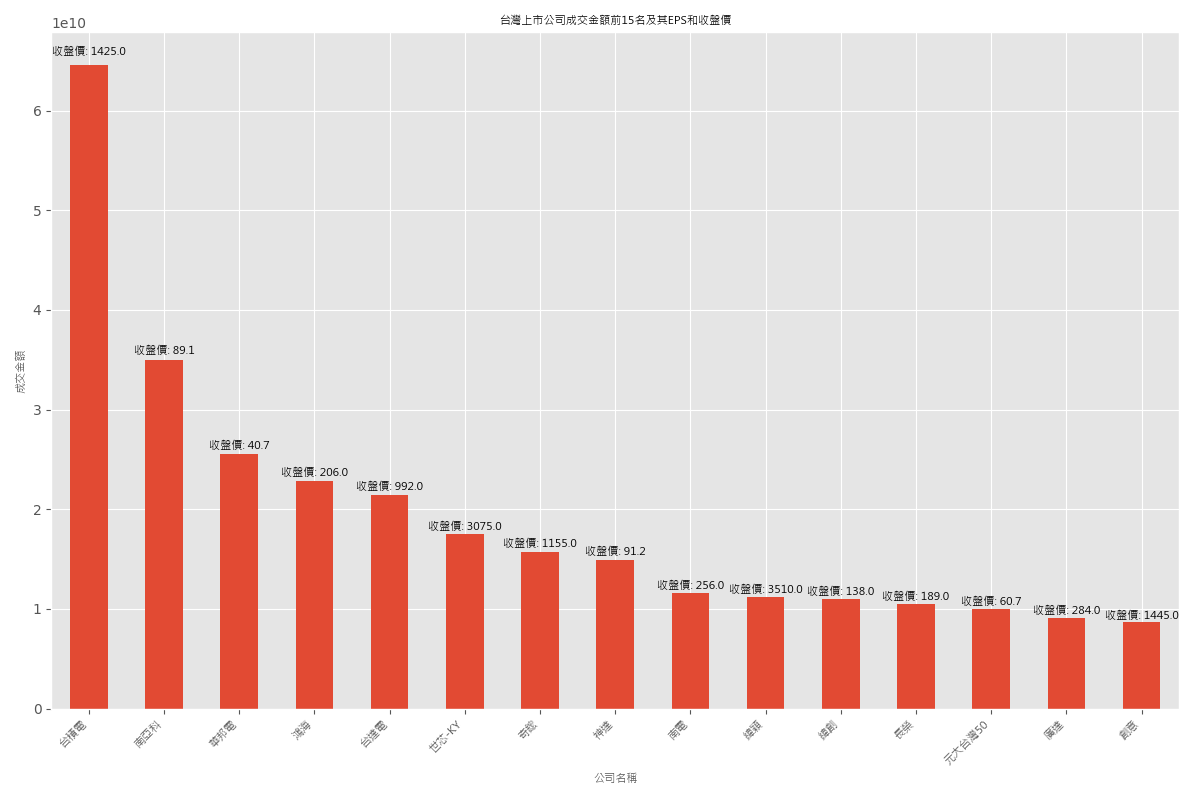 台灣上市公司成交金額前15名及其EPS和收盤價
1e10
6
5
4
3
2
1
0
成交金額
收盤價: 1425.0
收盤價: 89.1
收盤價: 40.7
收盤價: 206.0
收盤價: 992.0
收盤價: 3075.0
收盤價: 1155.0
收盤價: 91.2
收盤價: 256.0
收盤價: 3510.0
收盤價: 138.0
收盤價: 189.0
收盤價: 60.7
收盤價: 284.0
收盤價: 1445.0
台積電
南亞科
華邦電
鴻海
台達電
世芯-KY
奇鋐
神達
南電
緯穎
緯創
長榮
元大台灣50
廣達
創意
公司名稱